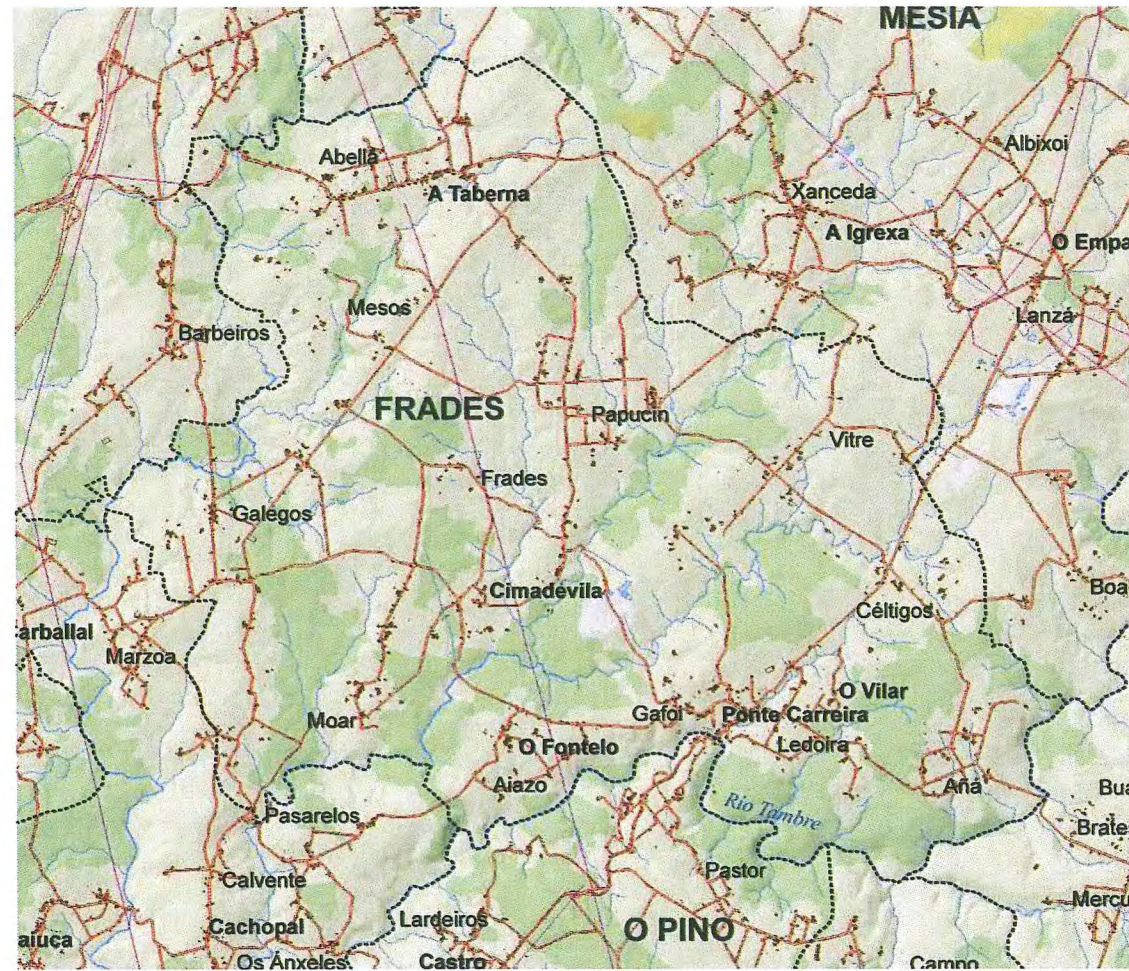 MESIA
Albixoi
Abellá
A Taberna
Xanceda
A Igrexa
O Empa
Mesos
Lanzá
Barbeiros
FRADES
Papucín
Vitre
Frades
Galegos
Cimadevila
Céltigos
Boa
arballal
Marzoa
O Vilar
Moar
Gafoi
Ponte Carreira
O Fontelo
Ledoira
Aiazo
Añá
Bua
Río Tambre
Pasarelos
Brate
Pastor
Calvente
Mercu
Lardeiros
Cachopal
O PINO
aiuca
Os Ánxeles
Castro
Campo